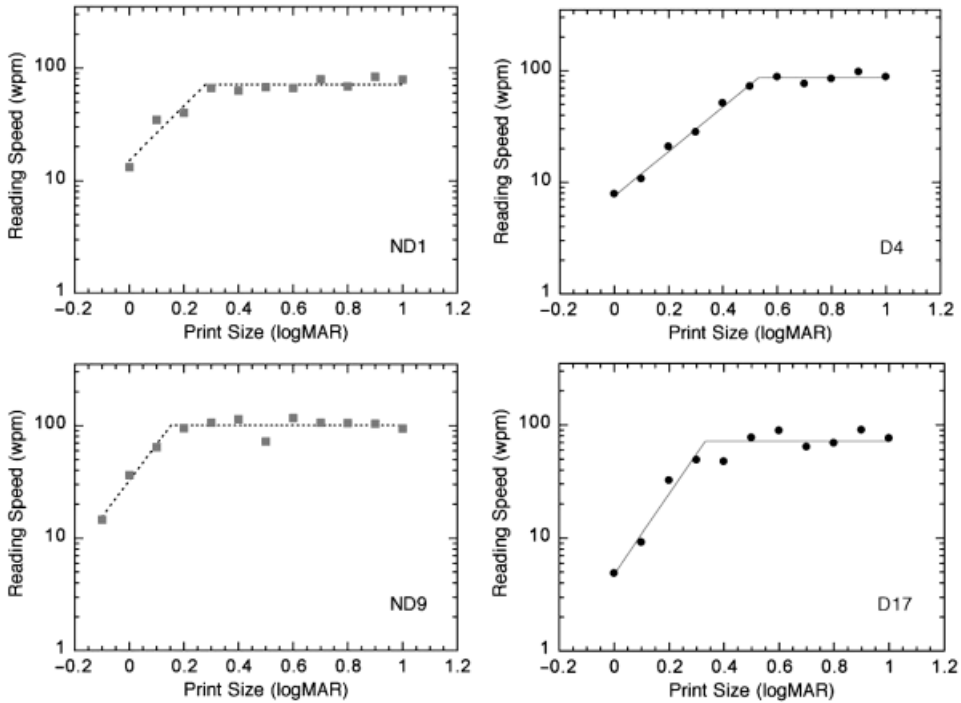 Reading Speed (wpm)
100
10
1
ND1
−0.2 0 0.2 0.4 0.6 0.8 1 1.2
Print Size (logMAR)
Reading Speed (wpm)
100
10
1
D4
−0.2 0 0.2 0.4 0.6 0.8 1 1.2
Print Size (logMAR)
Reading Speed (wpm)
100
10
1
ND9
−0.2 0 0.2 0.4 0.6 0.8 1 1.2
Print Size (logMAR)
Reading Speed (wpm)
100
10
1
D17
−0.2 0 0.2 0.4 0.6 0.8 1 1.2
Print Size (logMAR)